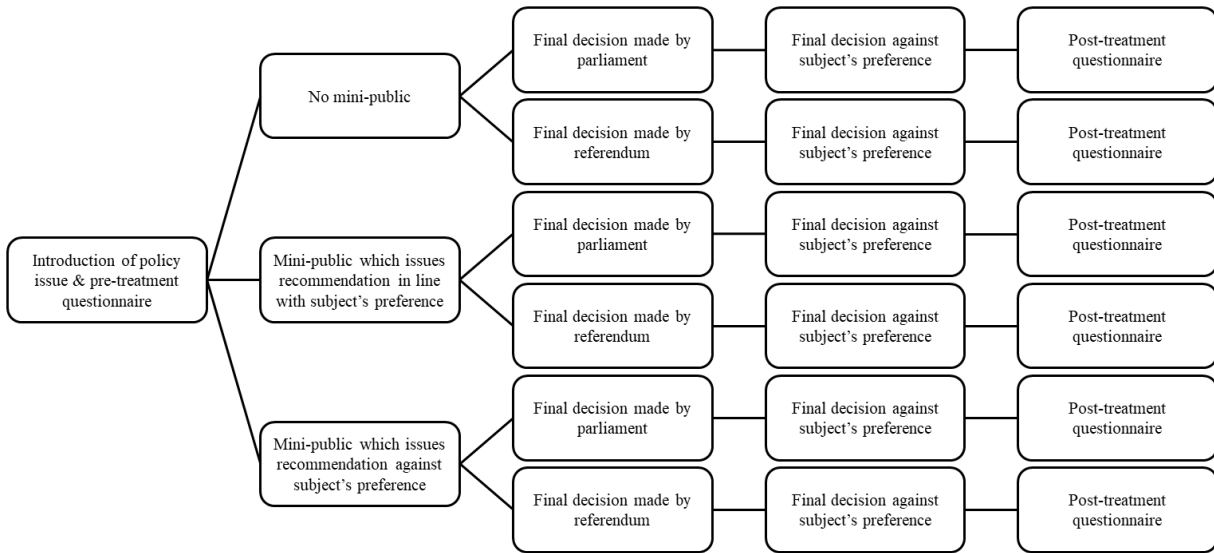 Introduction of policy
issue & pre-treatment
questionnaire
No mini-public
Final decision made by
parliament
Final decision against
subject's preference
Post-treatment
questionnaire
Final decision made by
referendum
Final decision against
subject's preference
Post-treatment
questionnaire
Mini-public which issues
recommendation in line
with subject's preference
Final decision made by
parliament
Final decision against
subject's preference
Post-treatment
questionnaire
Final decision made by
referendum
Final decision against
subject's preference
Post-treatment
questionnaire
Mini-public which issues
recommendation against
subject's preference
Final decision made by
parliament
Final decision against
subject's preference
Post-treatment
questionnaire
Final decision made by
referendum
Final decision against
subject's preference
Post-treatment
questionnaire